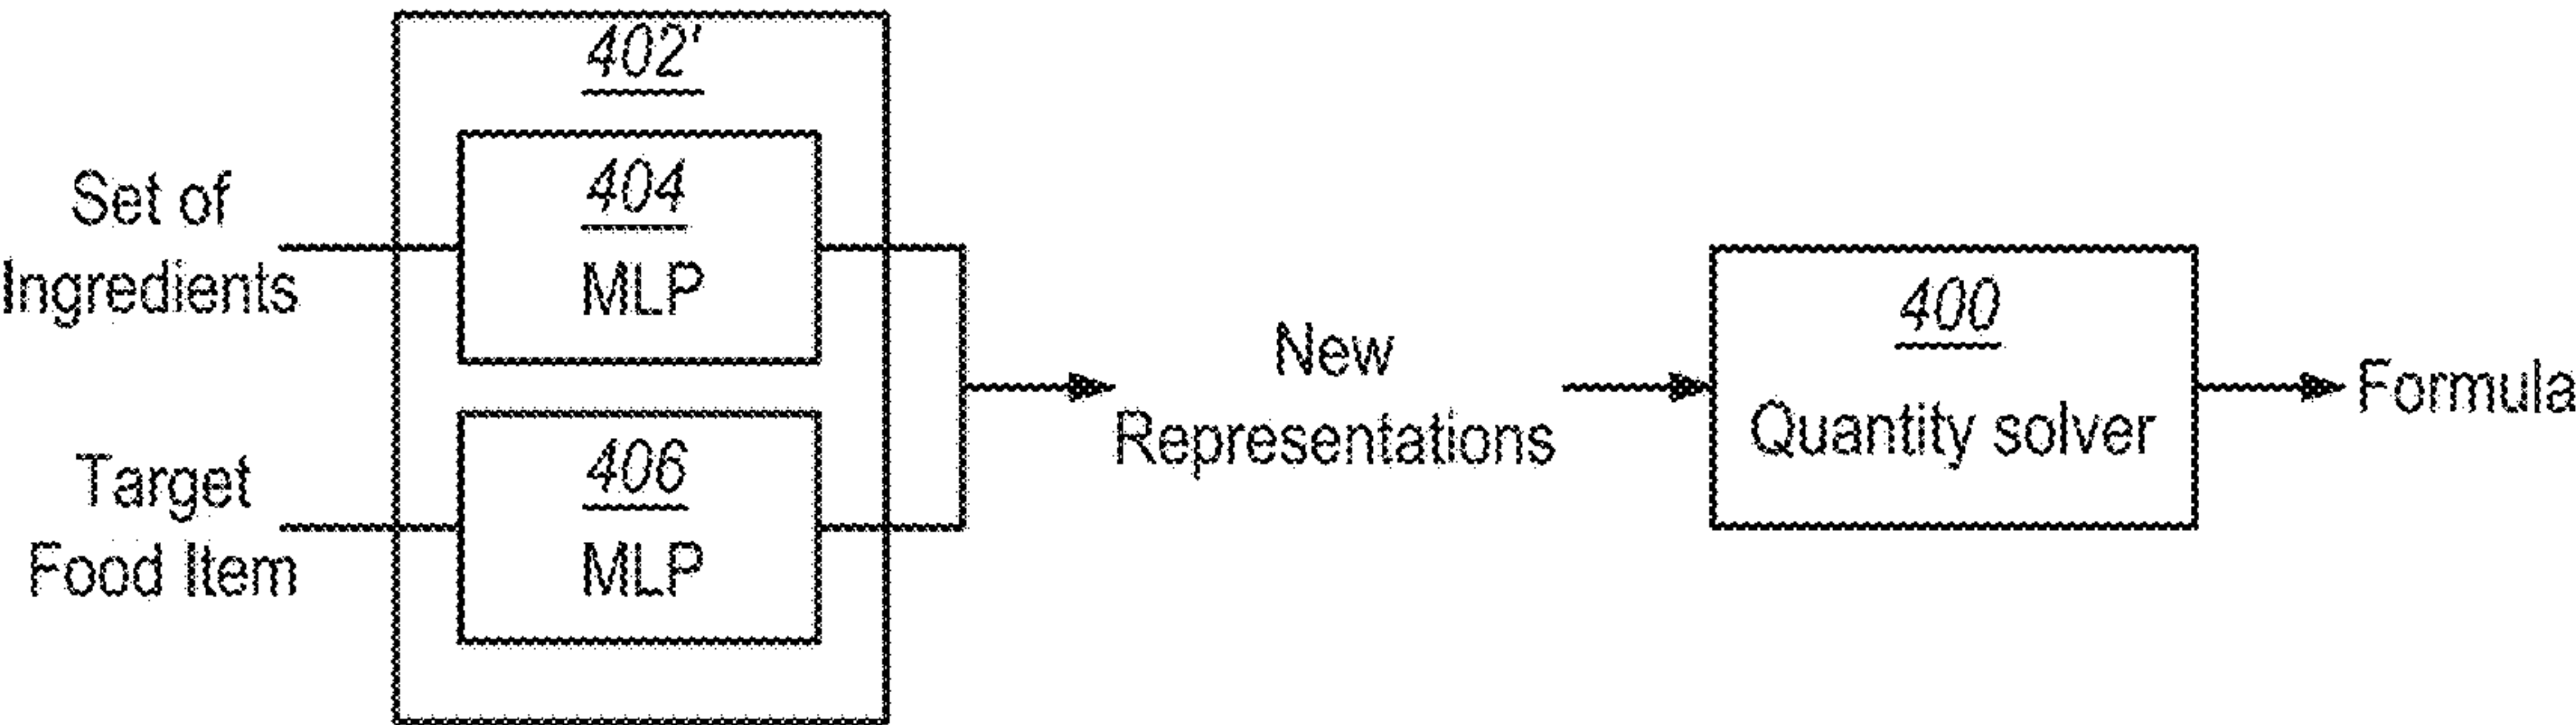 402'
Set of
Ingredients
404
MLP
Target
Food Item
406
MLP
New
Representations
400
Quantity solver
Formula